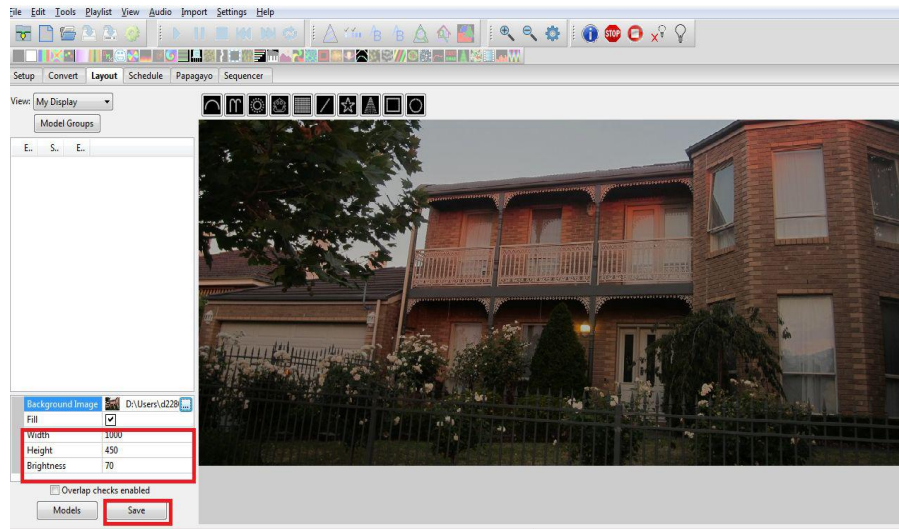 File Edit Tools Playlist View Audio Import Settings Help
STOP
Setup Convert Layout Schedule Papagayo Sequencer
View: My Display
Model Groups
E.. S.. E..
Background Image D:\Users\d228
Fill
Width 1000
Height 450
Brightness 70
Overlap checks enabled
Models Save